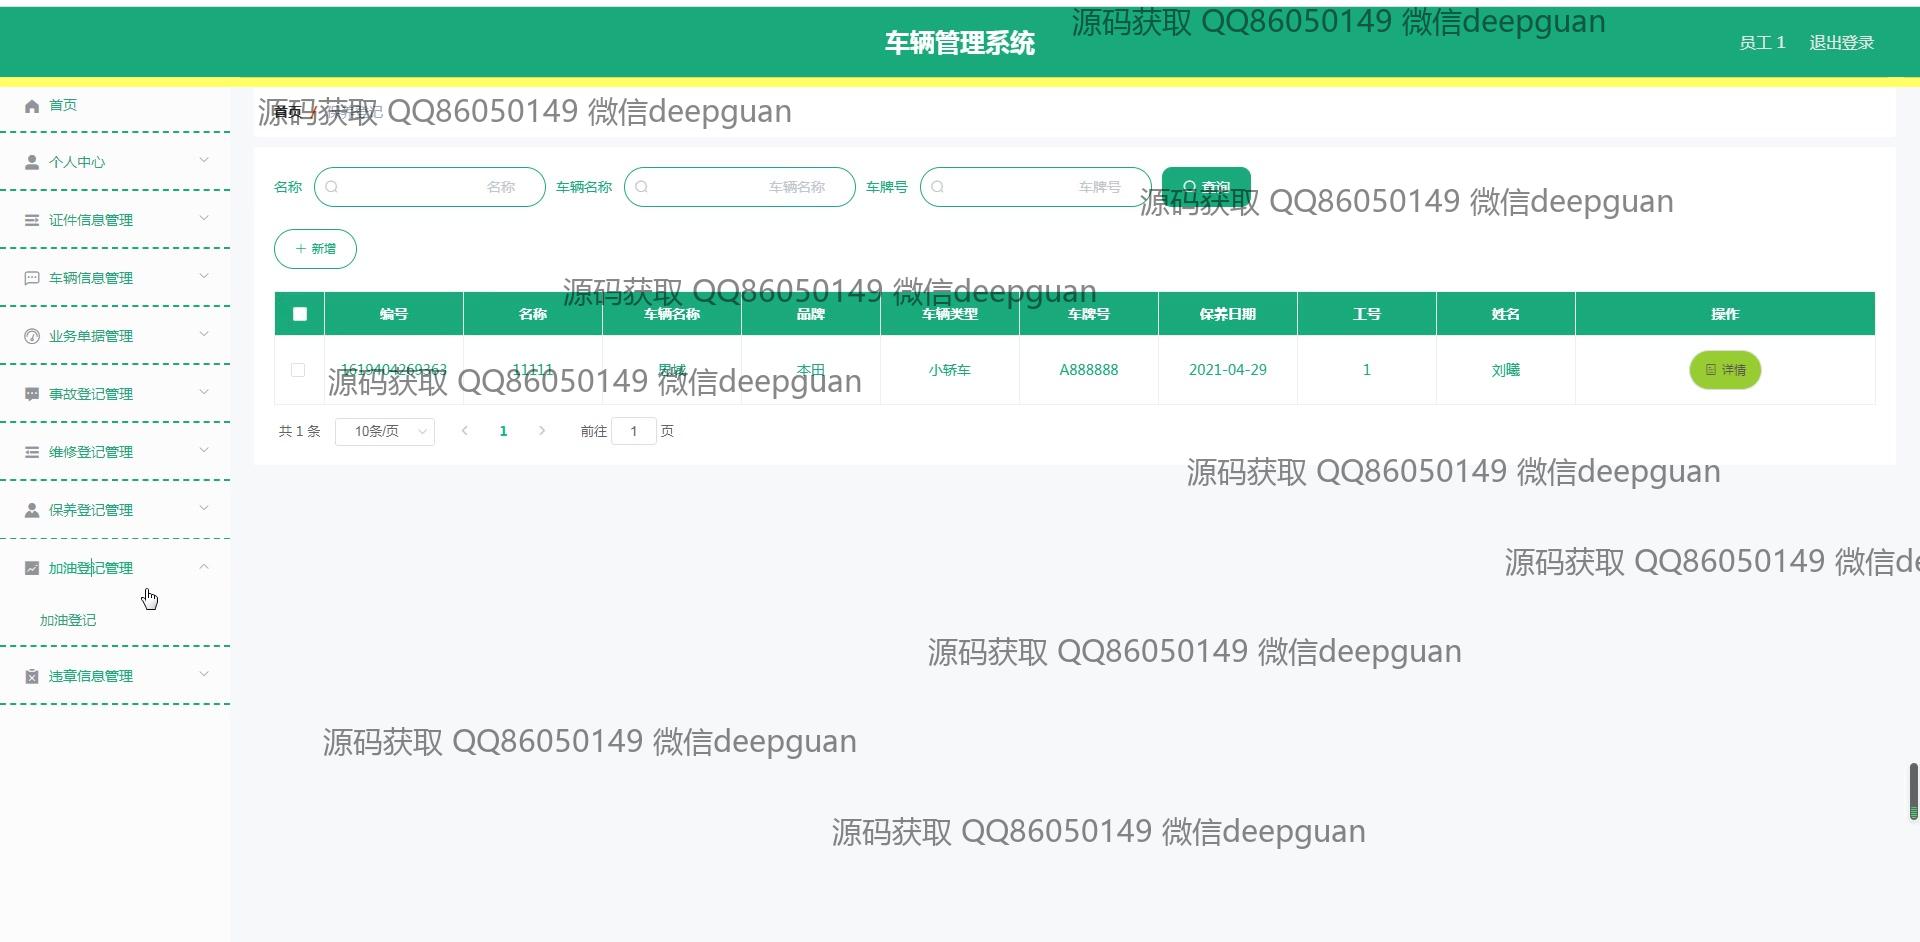 车辆管理系统
源码获取 QQ86050149 微信deepguan
员工 1 退出登录
首页
源码获取 QQ86050149 微信deepguan
首页 / 保养登记
个人中心
名称 名称 车辆名称 车辆名称 车牌号 车牌号 查询
源码获取 QQ86050149 微信deepguan
证件信息管理
新增
车辆信息管理
源码获取 QQ86050149 微信deepguan
编号 名称 车辆名称 品牌 车辆类型 车牌号 保养日期 工号 姓名 操作
业务单据管理
1619404269363 11111 思域 本田 小轿车 A888888 2021-04-29 1 刘曦 详情
源码获取 QQ86050149 微信deepguan
事故登记管理
共 1 条 10条/页 1 前往 1 页
维修登记管理
源码获取 QQ86050149 微信deepguan
保养登记管理
源码获取 QQ86050149 微信de
加油登记管理
加油登记
源码获取 QQ86050149 微信deepguan
违章信息管理
源码获取 QQ86050149 微信deepguan
源码获取 QQ86050149 微信deepguan